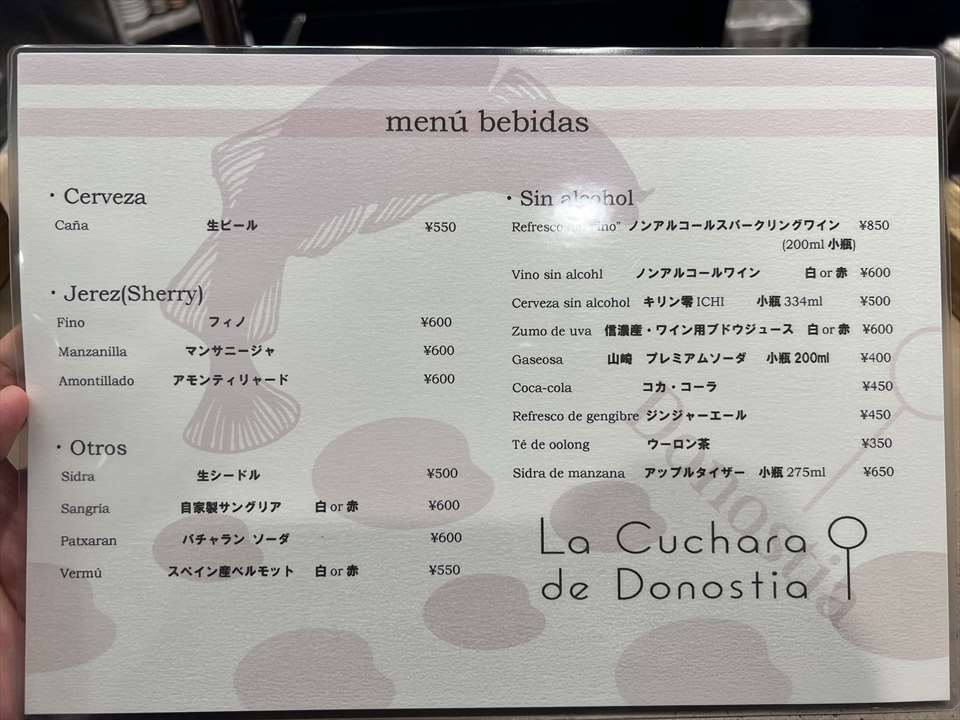 menú bebidas
・Cerveza
Caña 生ビール ¥550
・Jerez(Sherry)
Fino フィノ ¥600
Manzanilla マンサニージャ ¥600
Amontillado アモンティリャード ¥600
・Otros
Sidra 生シードル ¥500
Sangría 自家製サングリア 白 or 赤 ¥600
Patxaran パチャラン ソーダ ¥600
Vermú スペイン産ベルモット 白 or 赤 ¥550
・Sin alcohol
Refresco ノンアルコールスパークリングワイン ¥850
(200ml 小瓶)
Vino sin alcohl ノンアルコールワイン 白 or 赤 ¥600
Cerveza sin alcohol キリン零ICHI 小瓶 334ml ¥500
Zumo de uva 信濃産・ワイン用ブドウジュース 白 or 赤 ¥600
Gaseosa 山崎 プレミアムソーダ 小瓶 200ml ¥400
Coca-cola コカ・コーラ ¥450
Refresco de gengibre ジンジャーエール ¥450
Té de oolong ウーロン茶 ¥350
Sidra de manzana アップルタイザー 小瓶 275ml ¥650
Donostia
La Cuchara
de Donostia